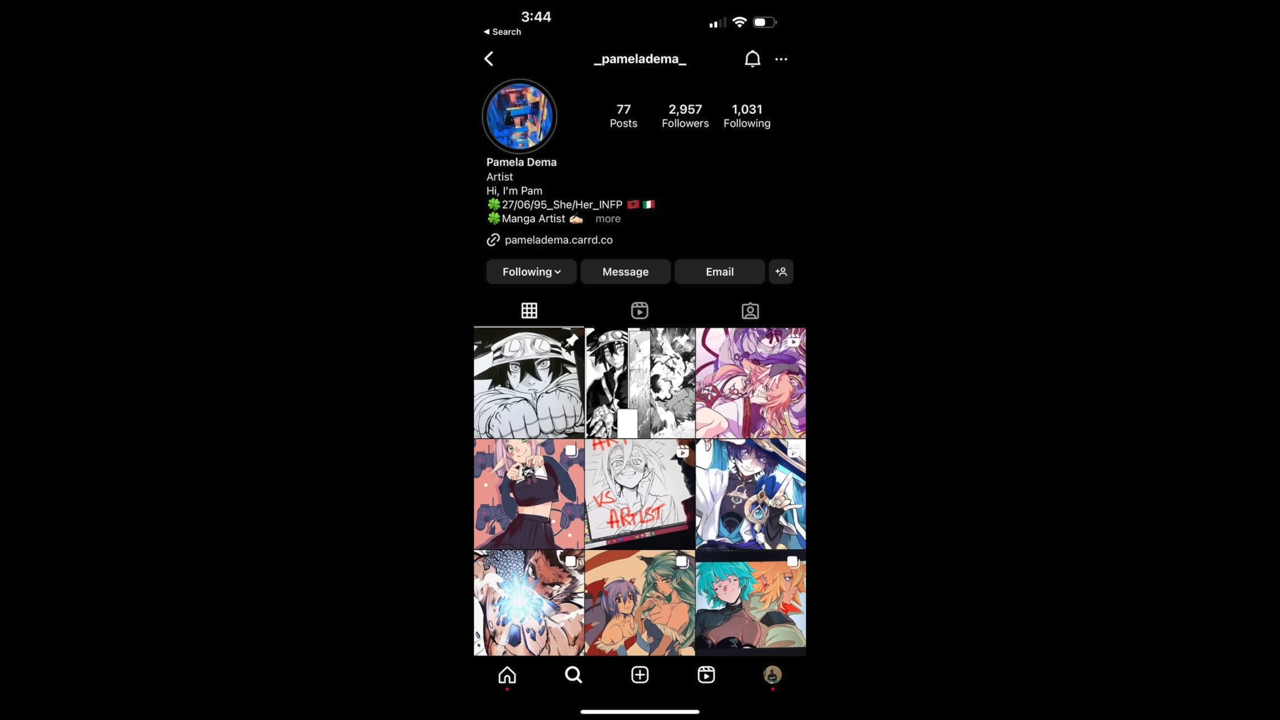 3:44
◀ Search
_pameladema_
77
2,957
1,031
Posts
Followers
Following
Pamela Dema
Artist
Hi, I'm Pam
🍀27/06/95_She/Her_INFP 🇦🇱 🇮🇹
🍀Manga Artist ✍🏻 more
pameladema.carrd.co
Following
Message
Email
ART
VS
ARTIST